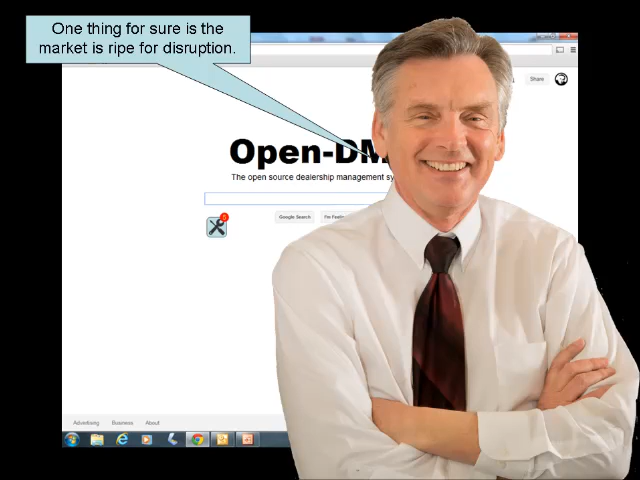 One thing for sure is the
market is ripe for disruption.
Share
Open-DM
The open source dealership management sy
Google Search
I'm Feelin
Advertising Business About